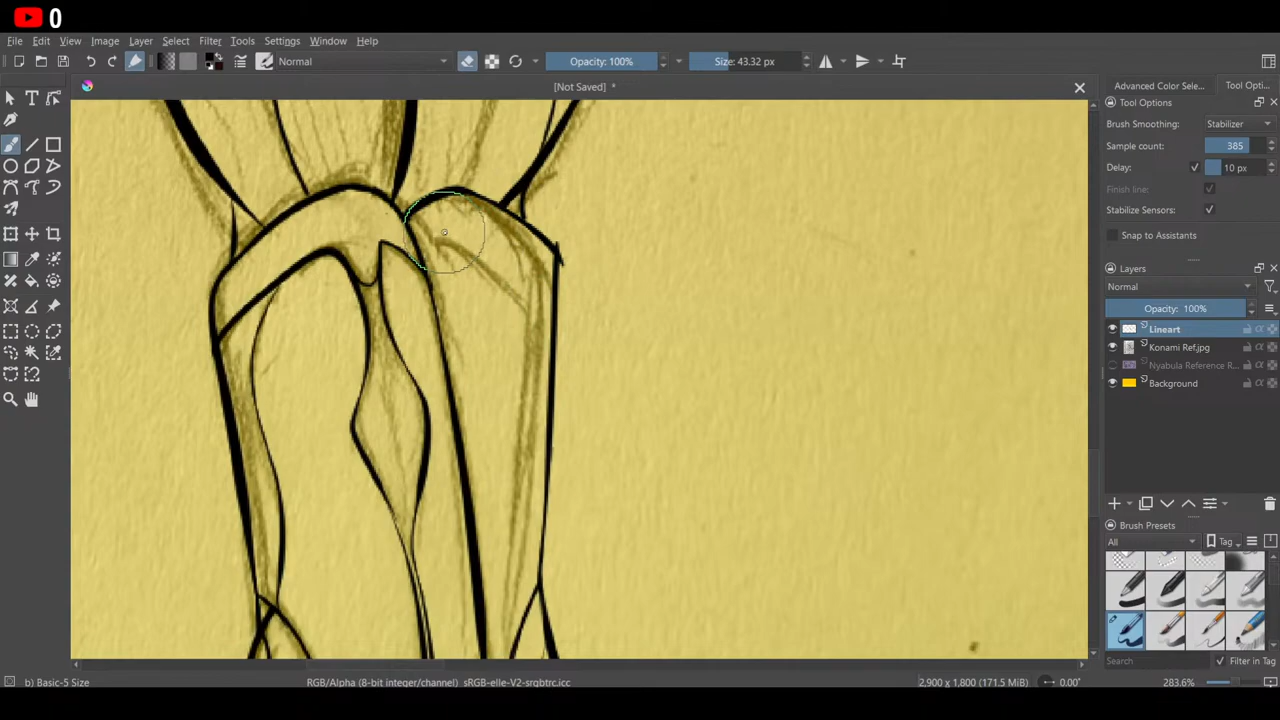 0
File Edit View Image Layer Select Filter Tools Settings Window Help
Normal
Opacity: 100%
Size: 43.32 px
[Not Saved] *
Advanced Color Sele...
Tool Opti...
Tool Options
Brush Smoothing:
Stabilizer
Sample count:
385
Delay:
10 px
Finish line:
Stabilize Sensors:
Snap to Assistants
Layers
Normal
Opacity: 100%
Lineart
Konami Ref.jpg
Nyabula Reference R...
Background
Brush Presets
All
Tag
Search
Filter in Tag
b) Basic-5 Size
RGB/Alpha (8-bit integer/channel) sRGB-elle-V2-srgbtrc.icc
2,900 x 1,800 (171.5 MiB)
0.00°
283.6%